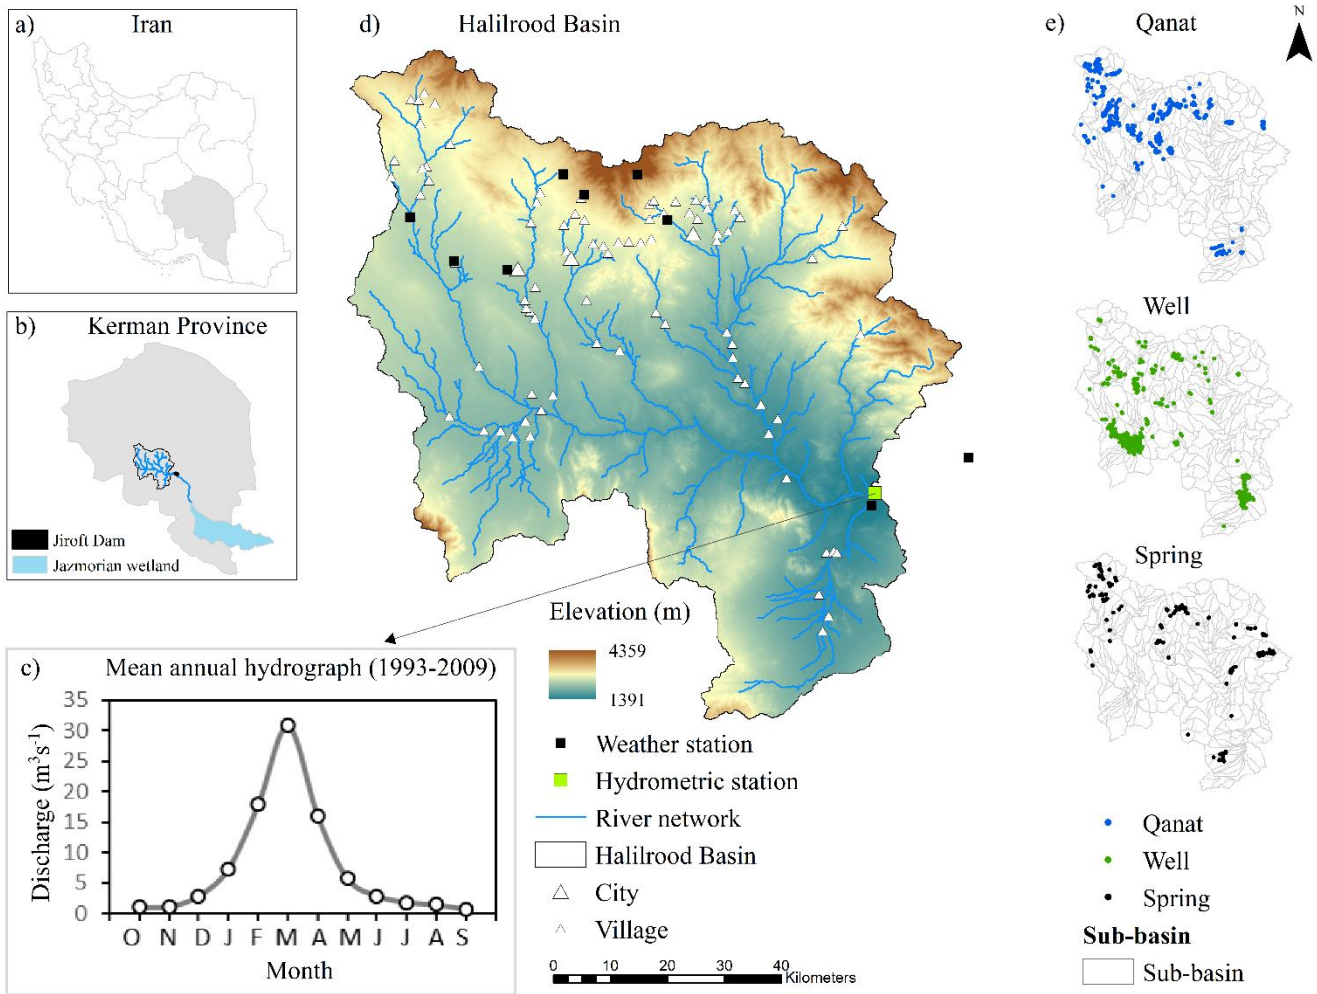 a) Iran
b) Kerman Province
Jiroft Dam
Jazmorian wetland
c) Mean annual hydrograph (1993-2009)
Discharge (m³s⁻¹)
35
30
25
20
15
10
5
0
O N D J F M A M J J A S
Month
d) Halilrood Basin
Elevation (m)
4359
1391
Weather station
Hydrometric station
River network
Halilrood Basin
City
Village
0 10 20 30 40
Kilometers
e) Qanat
N
Well
Spring
Qanat
Well
Spring
Sub-basin
Sub-basin